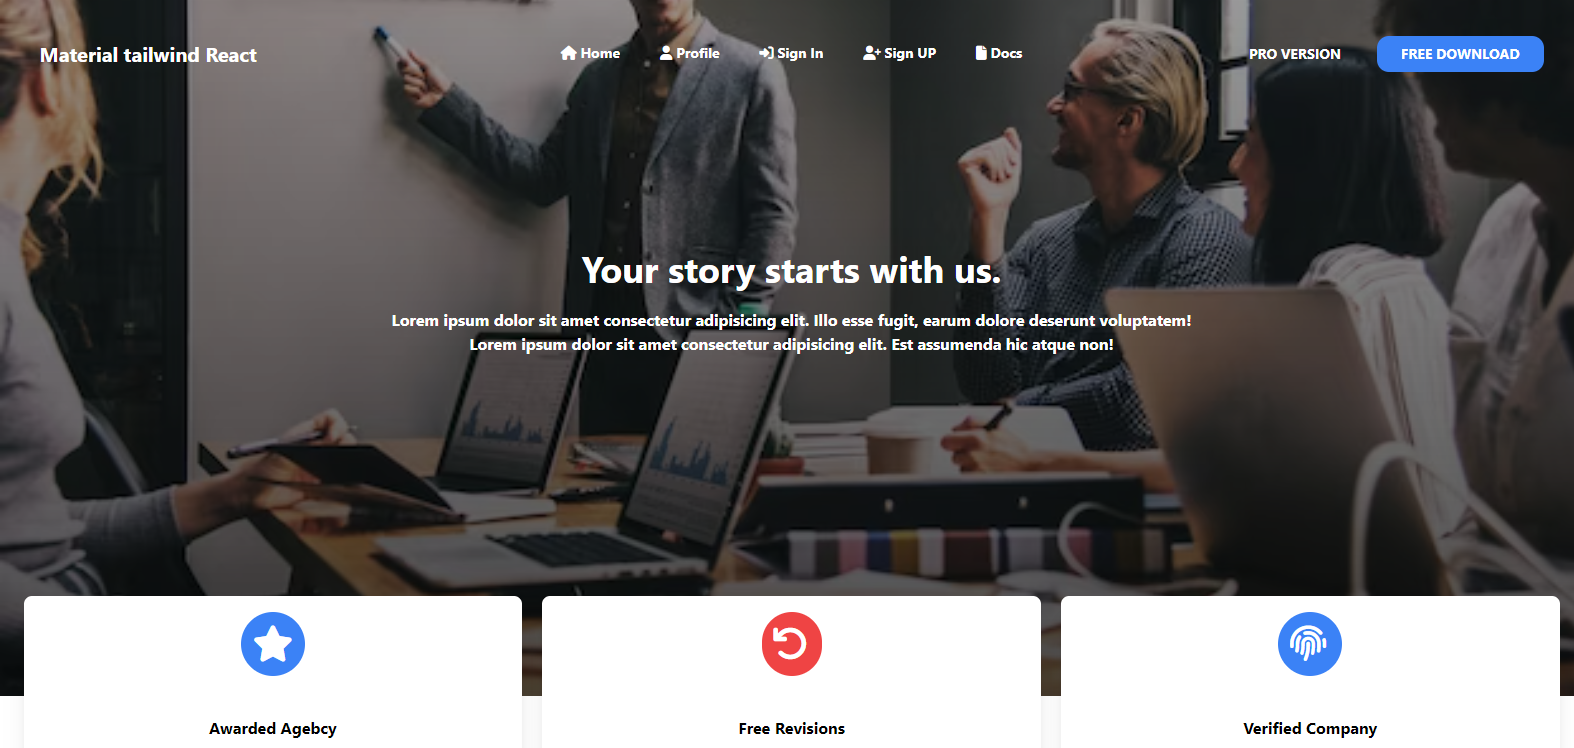 Material tailwind React
Home Profile Sign In Sign UP Docs
PRO VERSION FREE DOWNLOAD
Your story starts with us.
Lorem ipsum dolor sit amet consectetur adipisicing elit. Illo esse fugit, earum dolore deserunt voluptatem!
Lorem ipsum dolor sit amet consectetur adipisicing elit. Est assumenda hic atque non!
Awarded Agebcy
Free Revisions
Verified Company